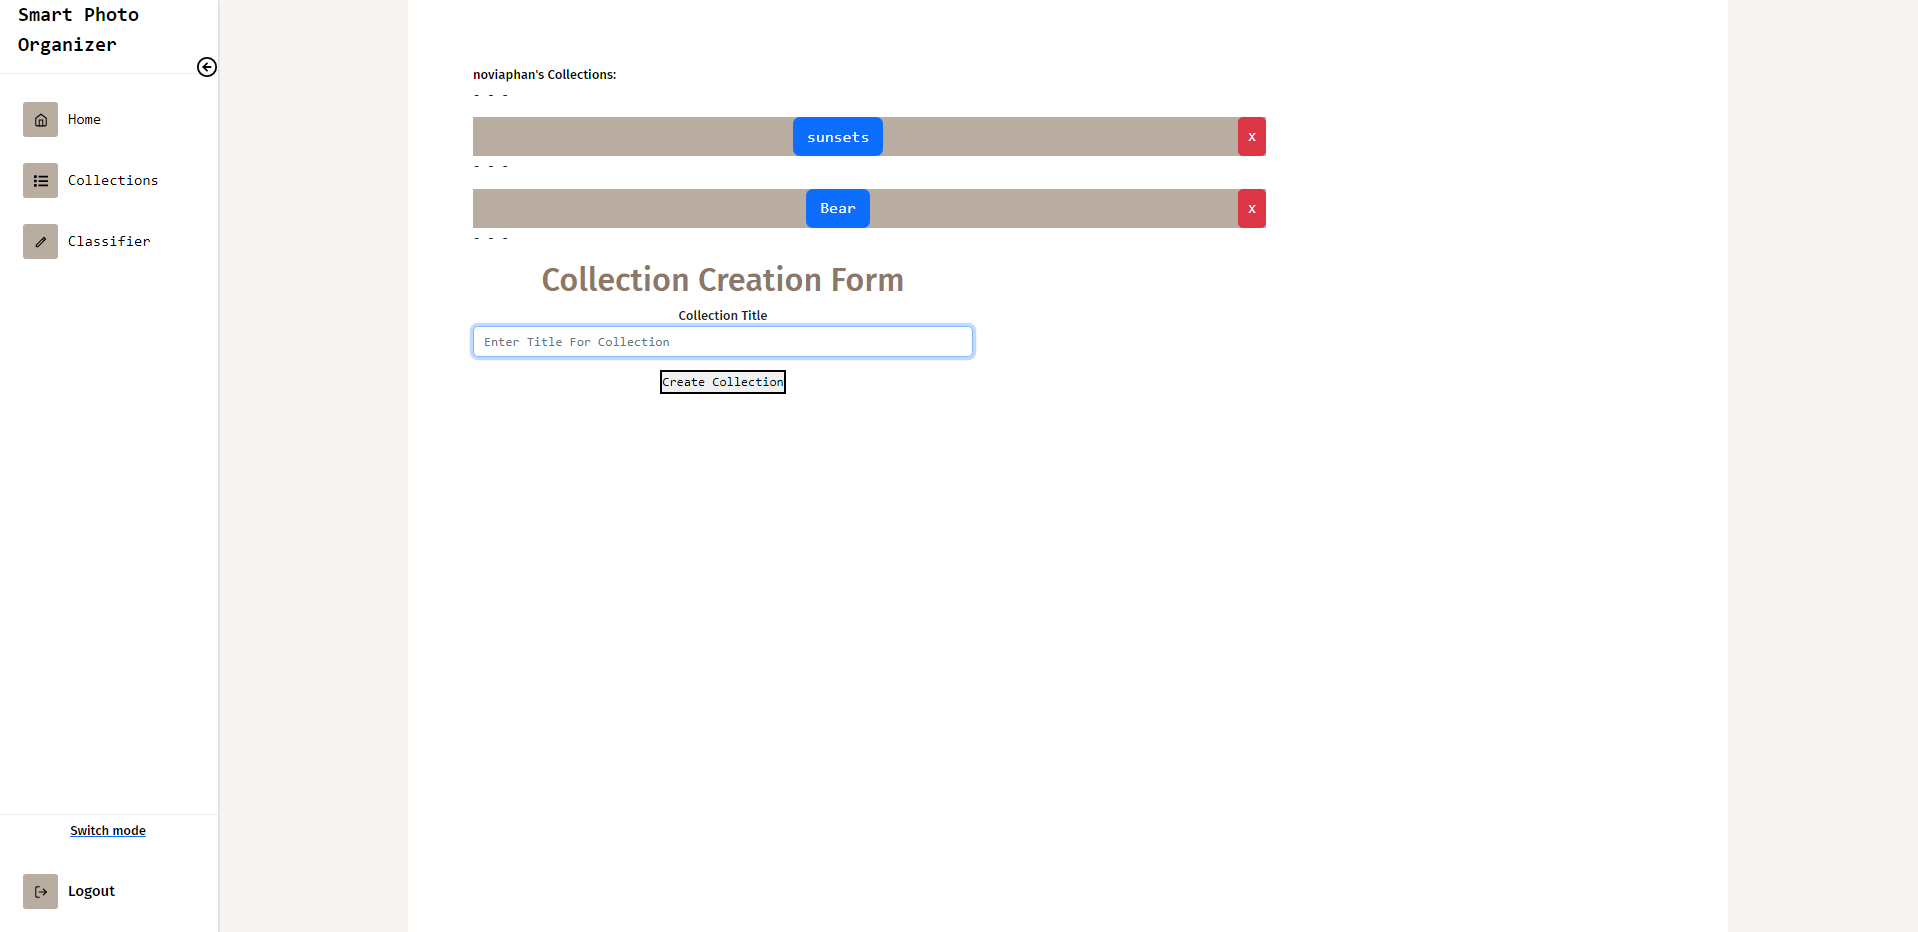 Smart Photo
Organizer
Home
Collections
Classifier
Switch mode
Logout
noviaphan's Collections:
- - -
sunsets
x
- - -
Bear
x
- - -
Collection Creation Form
Collection Title
Enter Title For Collection
Create Collection